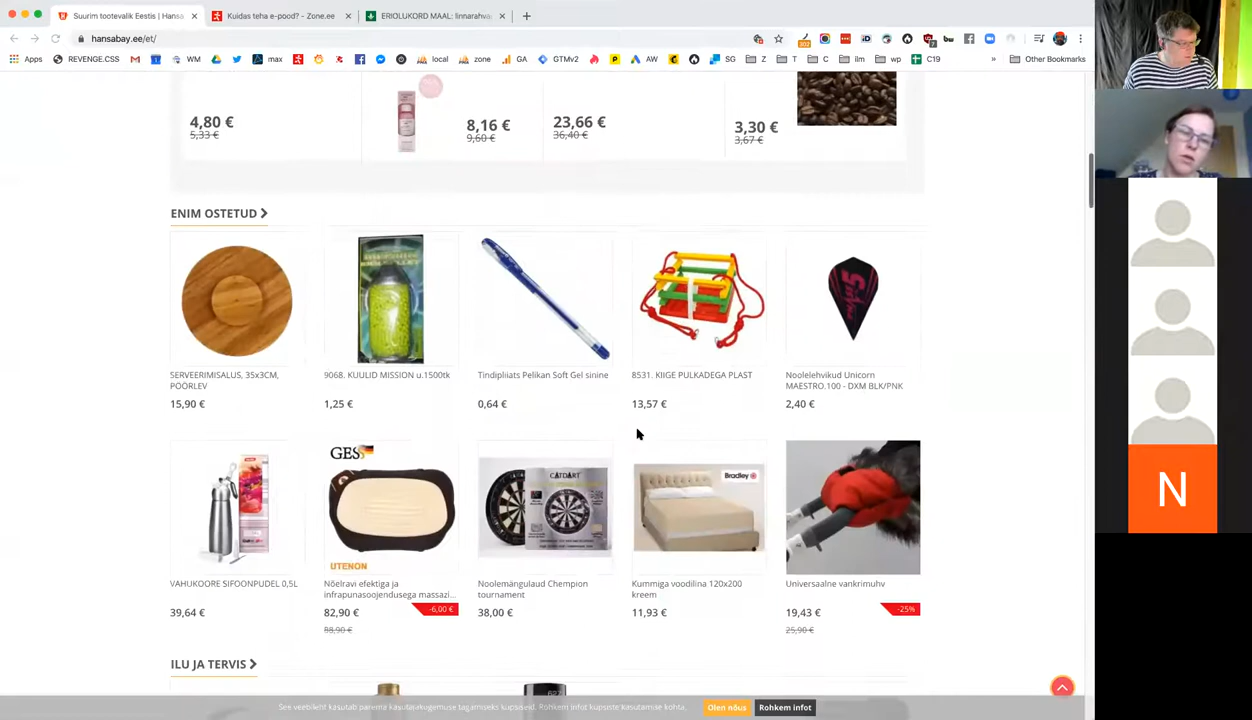 Suurim tootevalik Eestis | Hansa
Kuidas teha e-pood? - Zone.ee
ERIOLUKORD MAAL: linnarahva
hansabay.ee/et/
302
7
Apps
REVENGE.CSS
WM
max
local
zone
GA
GTMv2
AW
SG
Z
T
C
ilm
wp
C19
»
Other Bookmarks
4,80 €
5,33 €
8,16 €
9,60 €
23,66 €
36,40 €
3,30 €
3,67 €
ENIM OSTETUD
SERVEERIMISALUS, 35x3CM,
PÖÖRLEV
15,90 €
9068. KUULID MISSION u.1500tk
1,25 €
Tindipliiats Pelikan Soft Gel sinine
0,64 €
8531. KIIGE PULKADEGA PLAST
13,57 €
Noolelehvikud Unicorn
MAESTRO.100 - DXM BLK/PNK
2,40 €
GESS
UTENON
CATDART
Bradley
VAHUKOORE SIFOONPUDEL 0,5L
39,64 €
Nõelravi efektiga ja
infrapunasoojendusega massazi...
82,90 €
-6,00 €
88,90 €
Noolemängulaud Chempion
tournament
38,00 €
Kummiga voodilina 120x200
kreem
11,93 €
Universaalne vankrimuhv
19,43 €
-25%
25,90 €
ILU JA TERVIS
627
See veebileht kasutab parema kasutajakogemuse tagamiseks küpsiseid. Rohkem infot küpsiste kasutamise kohta.
Olen nõus
Rohkem infot
N